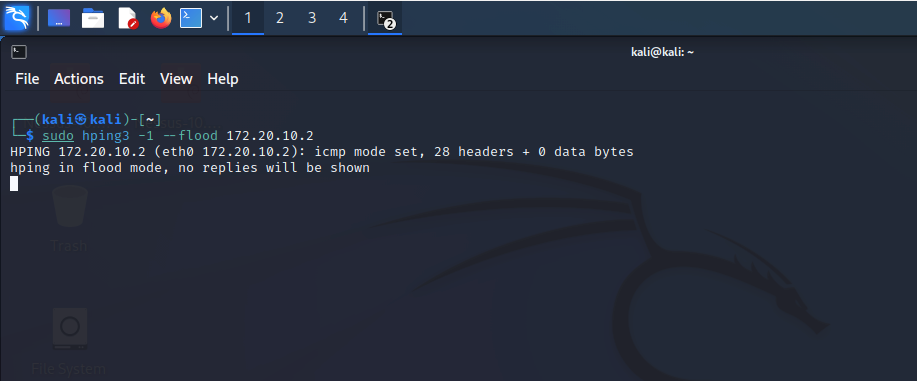 1 2 3 4 2
kali@kali: ~
File Actions Edit View Help
┌──(kali㉿kali)-[~]
└─$ sudo hping3 -1 --flood 172.20.10.2
HPING 172.20.10.2 (eth0 172.20.10.2): icmp mode set, 28 headers + 0 data bytes
hping in flood mode, no replies will be shown
Trash
File System